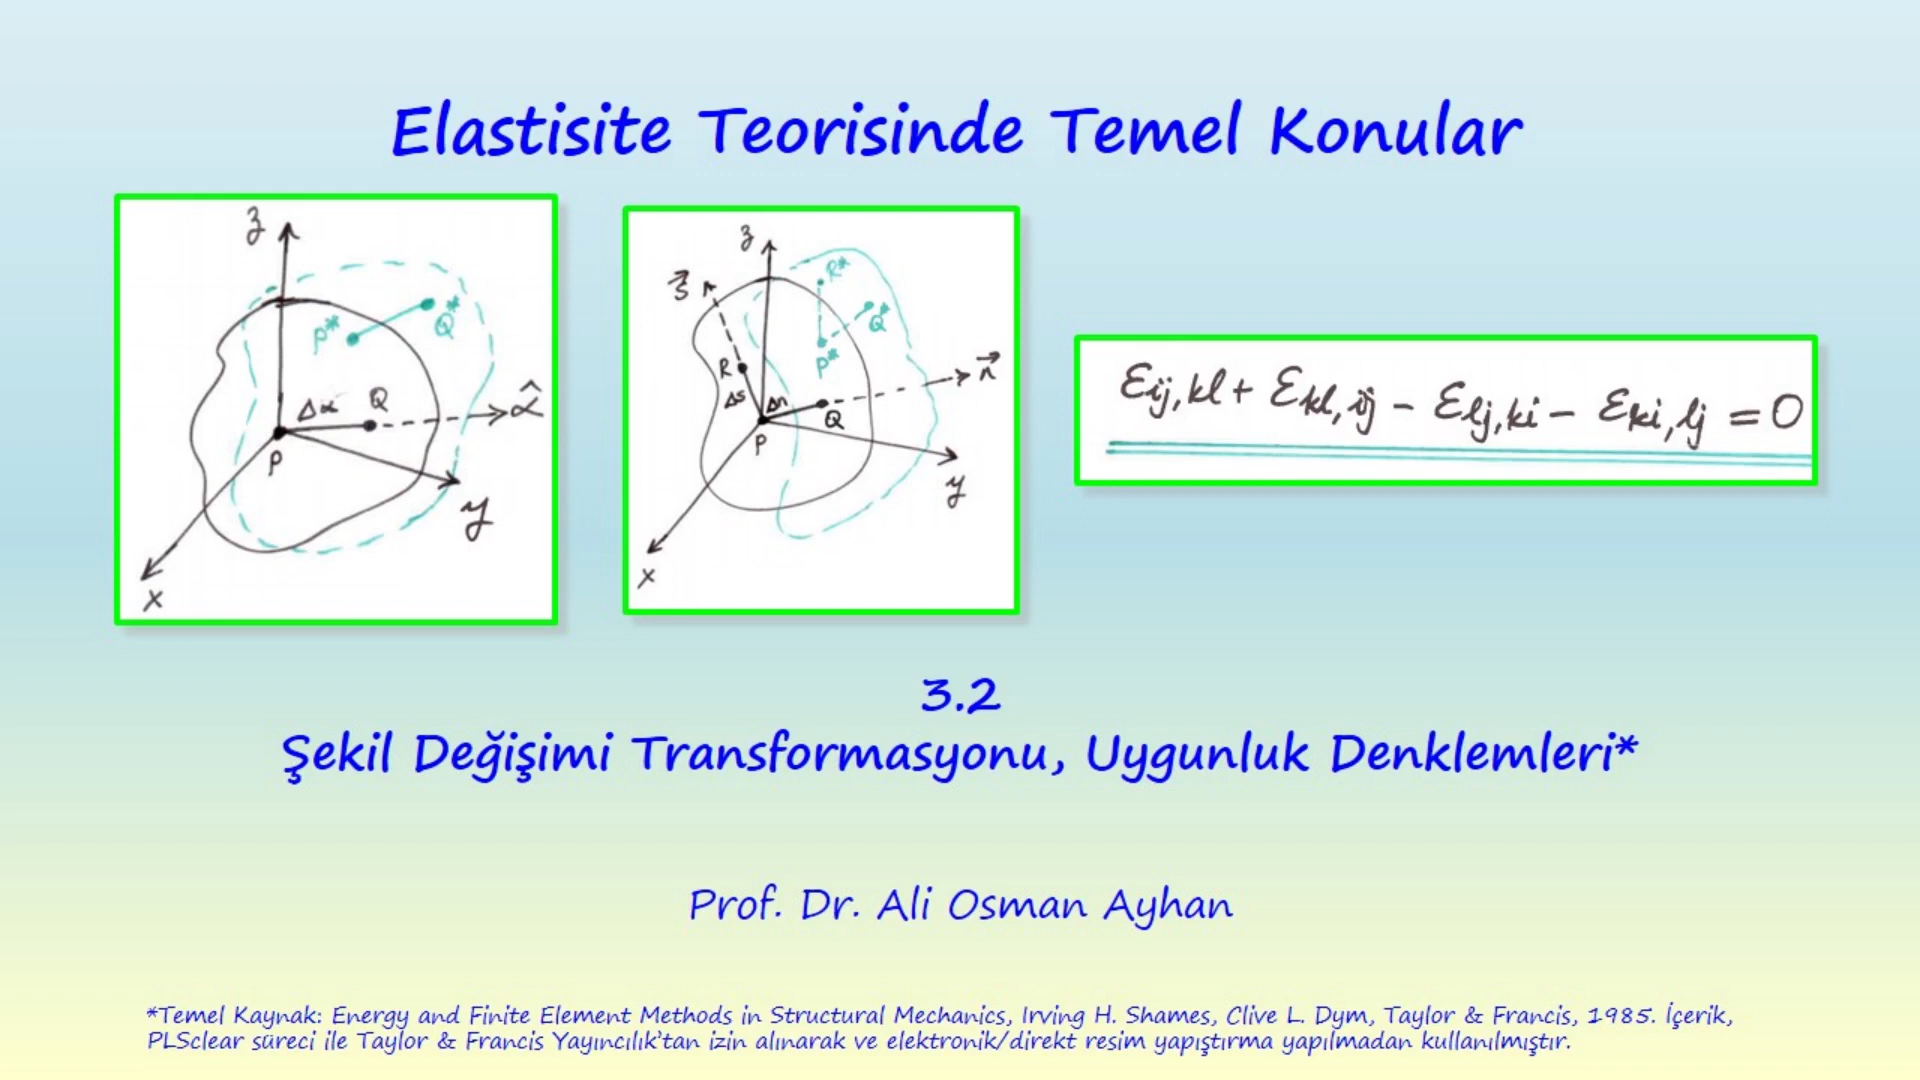 Elastisite Teorisinde Temel Konular
z
P*
Q*
Δα
Q
α̂
P
y
x
z
s⃗
R*
Q*
P*
n⃗
R
Δs
Δn
Q
P
y
x
εij,kl + εkl,ij - εlj,ki - εki,lj = 0
3.2
Şekil Değişimi Transformasyonu, Uygunluk Denklemleri*
Prof. Dr. Ali Osman Ayhan
*Temel Kaynak: Energy and Finite Element Methods in Structural Mechanics, Irving H. Shames, Clive L. Dym, Taylor & Francis, 1985. İçerik,
PLSclear süreci ile Taylor & Francis Yayıncılık'tan izin alınarak ve elektronik/direkt resim yapıştırma yapılmadan kullanılmıştır.